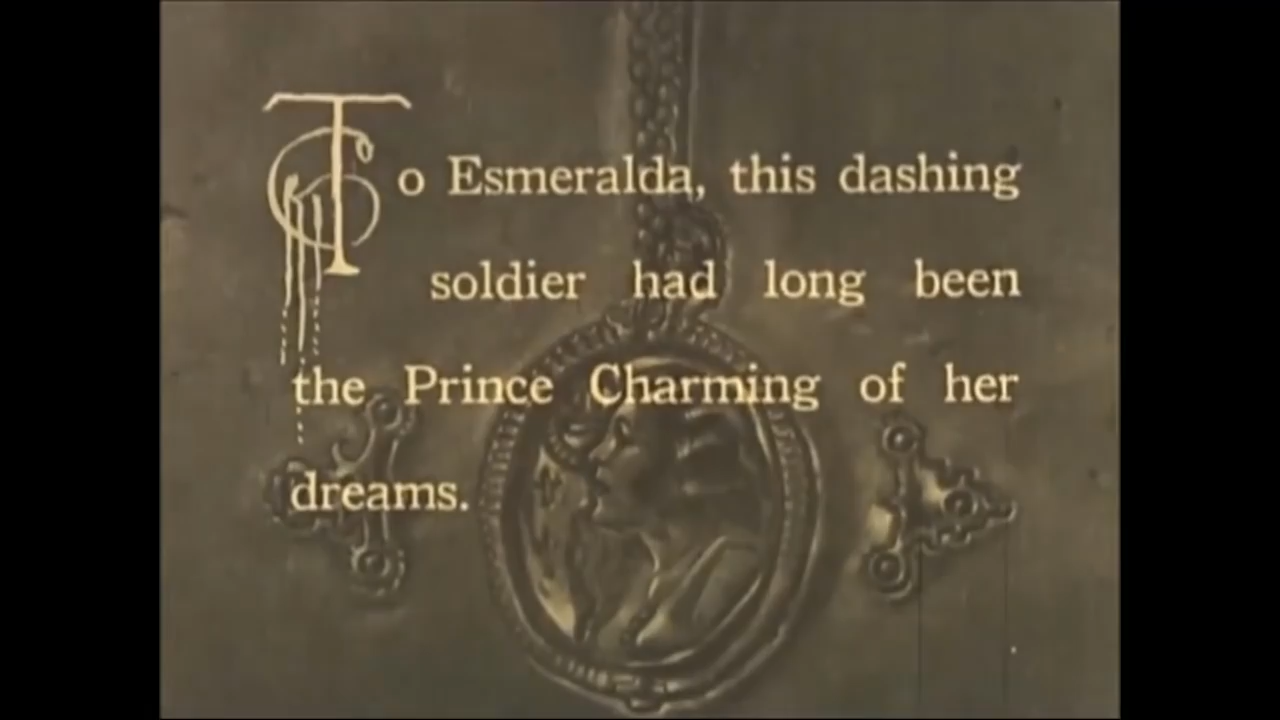 To Esmeralda, this dashing
soldier had long been
the Prince Charming of her
dreams.